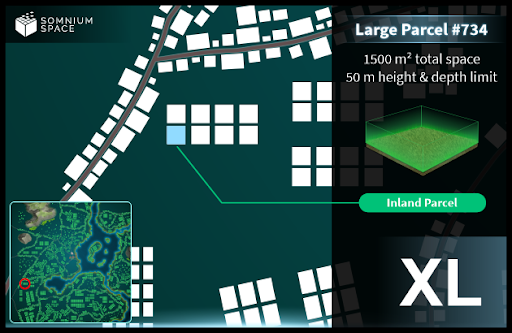 SOMNIUM
SPACE
Large Parcel #734
1500 m² total space
50 m height & depth limit
Inland Parcel
XL